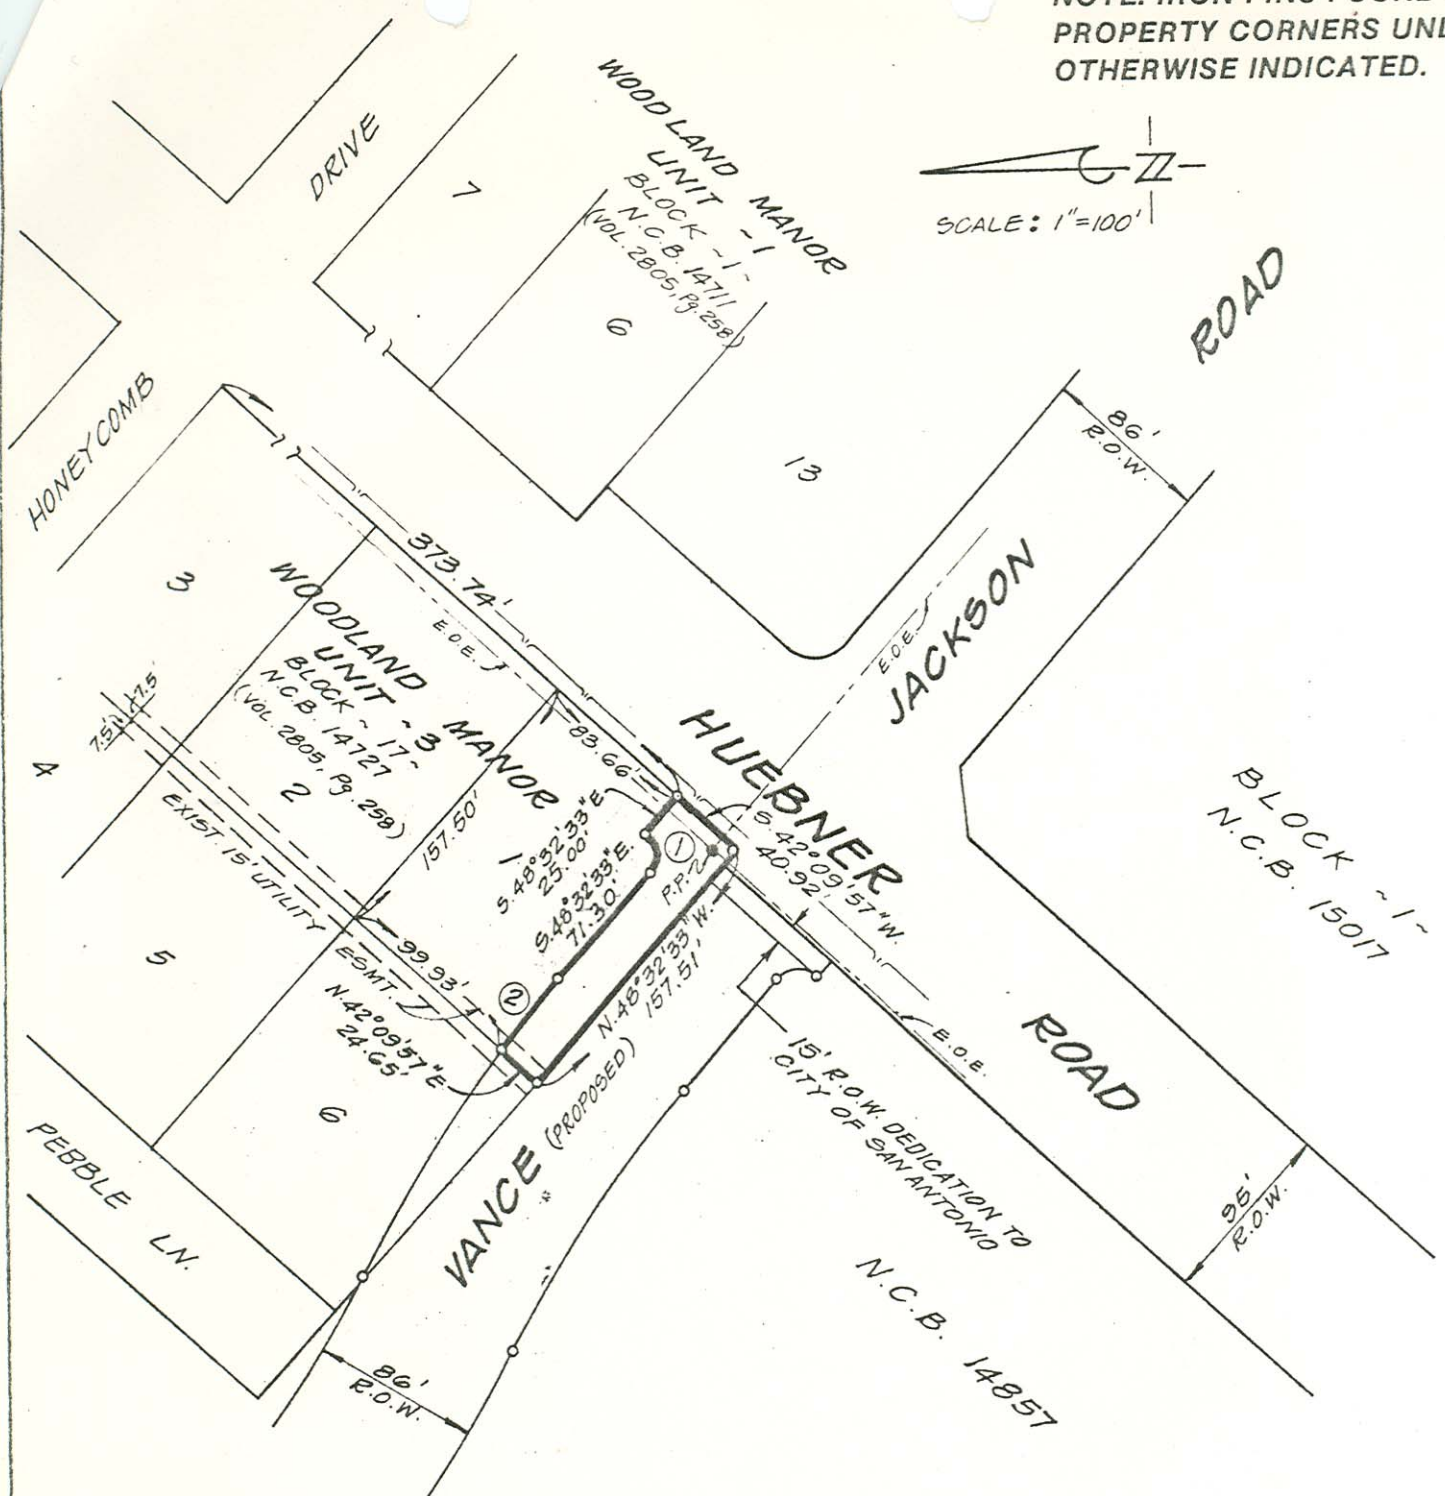 PROPERTY CORNERS
OTHERWISE INDICATED.
SCALE: 1"=100'
DRIVE
7
WOODLAND MANOR
UNIT ~1
BLOCK ~1~
N.C.B. 14711
(VOL. 2805, Pg. 258)
6
13
ROAD
86'
R.O.W.
JACKSON
E.O.E.
HONEYCOMB
3
373.74'
E.O.E.
WOODLAND MANOR
UNIT ~3
BLOCK ~17~
N.C.B. 14727
(VOL. 2805, Pg. 258)
2
7.5'
7.5'
4
EXIST. 15' UTILITY ESMT.
157.50'
83.66'
1
S.48°32'33"E
25.00'
S.48°32'33"E.
71.30'
1
P.P.
HUEBNER
S.42°09'57"W.
40.92'
BLOCK ~1~
N.C.B. 15017
5
99.93'
2
N.48°32'33"W.
157.51'
N.42°09'57"E
24.65'
6
PEBBLE LN.
VANCE (PROPOSED)
15' R.O.W. DEDICATION TO
CITY OF SAN ANTONIO
E.O.E.
ROAD
95'
R.O.W.
N.C.B. 14857
86'
R.O.W.